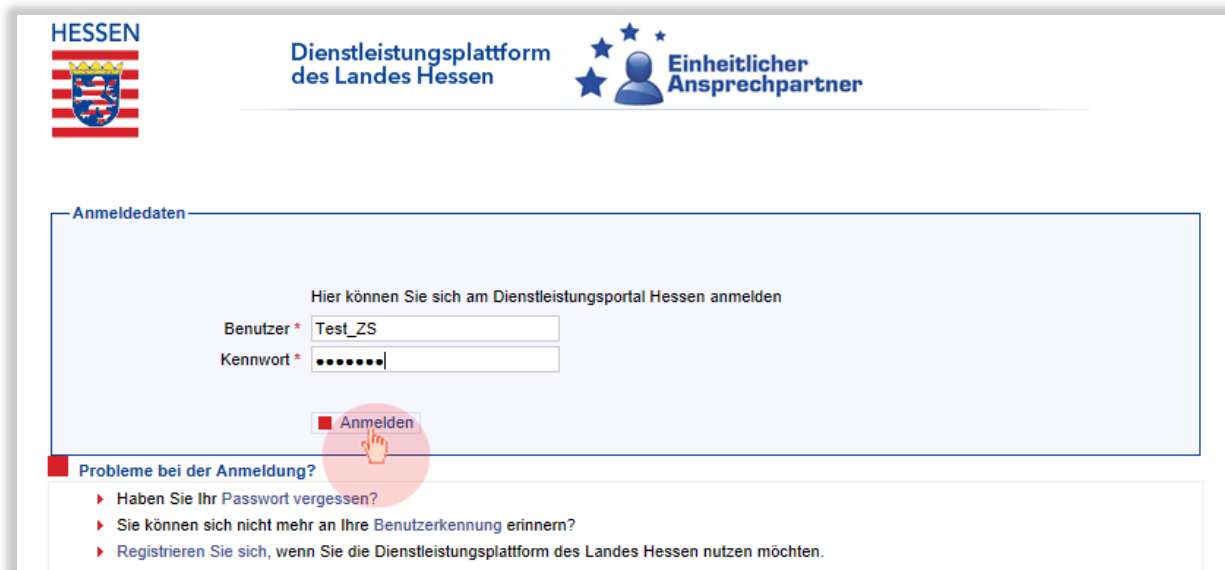 HESSEN
Dienstleistungsplattform
des Landes Hessen
Einheitlicher
Ansprechpartner
Anmeldedaten
Hier können Sie sich am Dienstleistungsportal Hessen anmelden
Benutzer * Test_ZS
Kennwort * ●●●●●●●
Anmelden
Probleme bei der Anmeldung?
Haben Sie Ihr Passwort vergessen?
Sie können sich nicht mehr an Ihre Benutzerkennung erinnern?
Registrieren Sie sich, wenn Sie die Dienstleistungsplattform des Landes Hessen nutzen möchten.